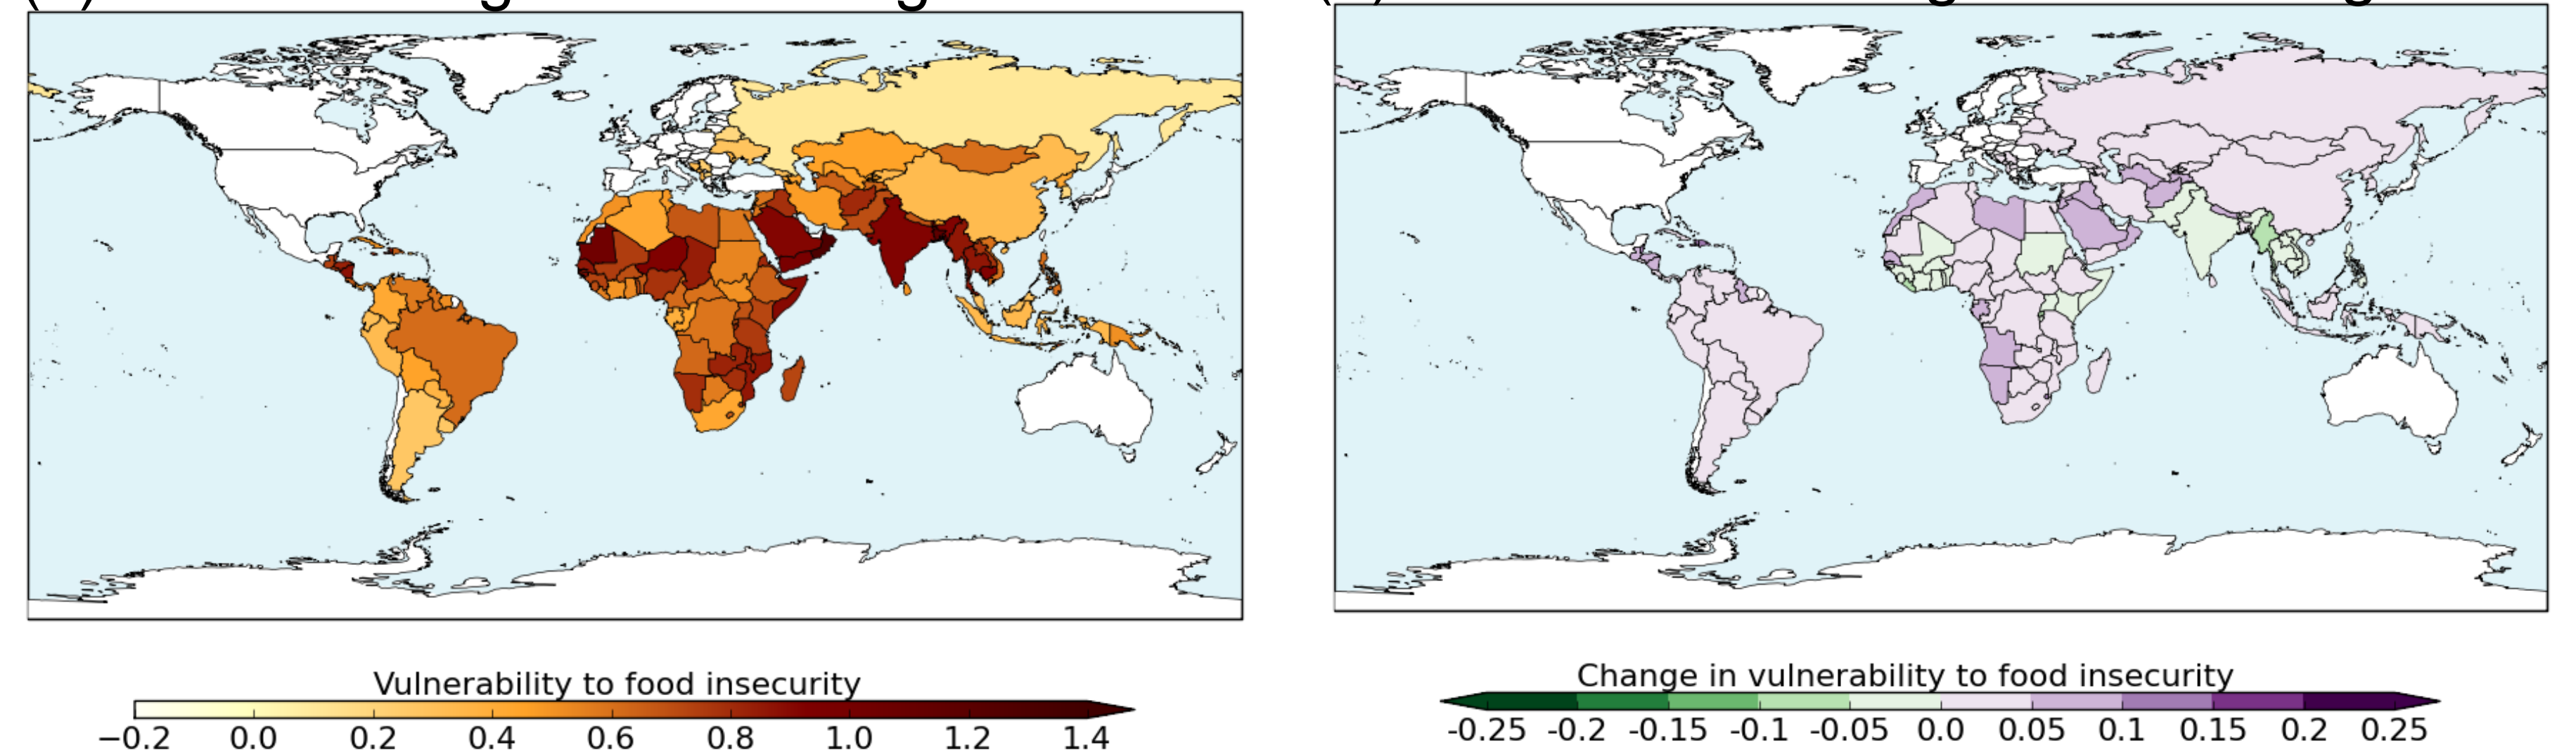 Vulnerability to food insecurity
−0.2 0.0 0.2 0.4 0.6 0.8 1.0 1.2 1.4
Change in vulnerability to food insecurity
-0.25 -0.2 -0.15 -0.1 -0.05 0.0 0.05 0.1 0.15 0.2 0.25